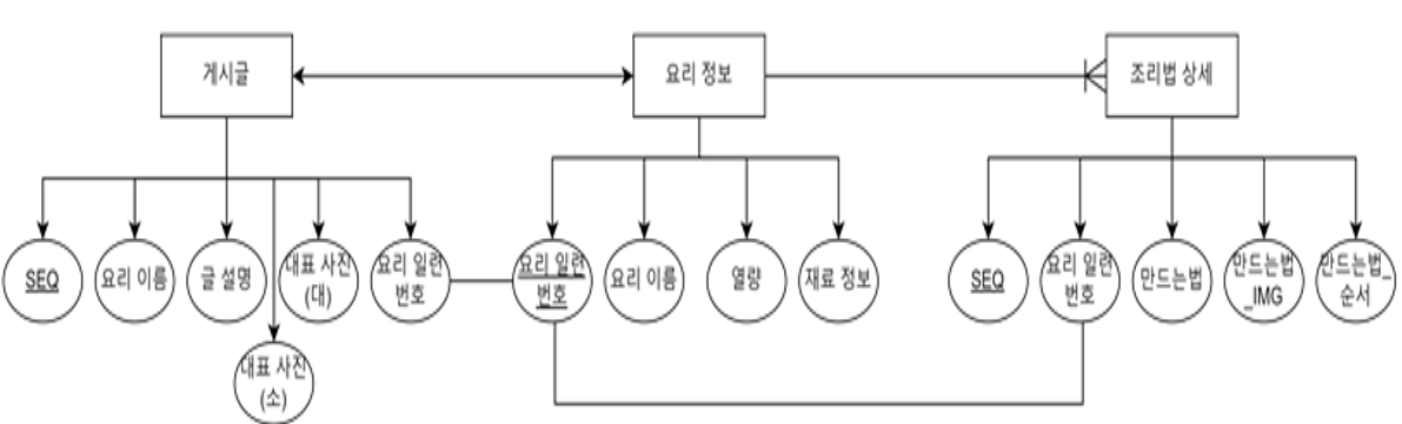 게시글
요리 정보
조리법 상세
SEQ
요리 이름
글 설명
대표 사진
(대)
요리 일련
번호
요리 일련
번호
요리 이름
열량
재료 정보
SEQ
요리 일련
번호
만드는법
만드는법
_IMG
만드는법_
순서
대표 사진
(소)